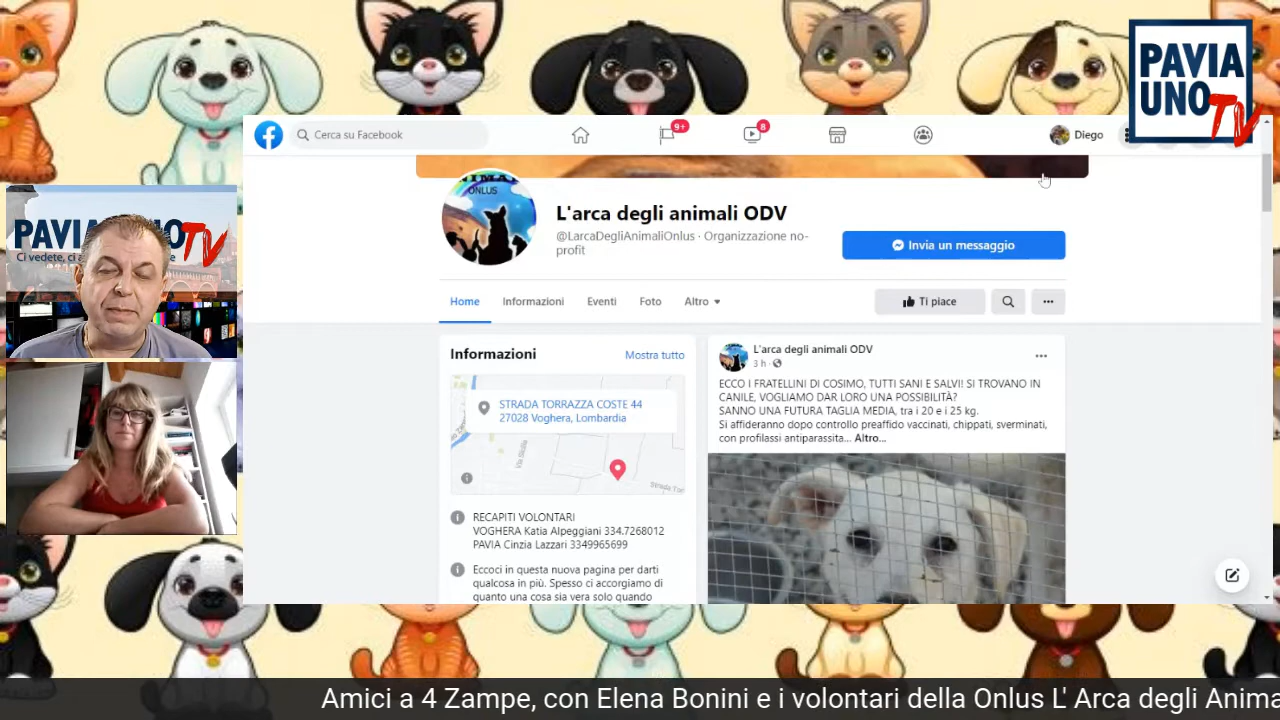 PAVIA
UNO TV
Cerca su Facebook
9+
8
Diego
ONLUS
L'arca degli animali ODV
@LarcaDegliAnimaliOnlus · Organizzazione no-
profit
Invia un messaggio
Home
Informazioni
Eventi
Foto
Altro
Ti piace
PAVIA UNO TV
Ci vedete, ci
Informazioni
Mostra tutto
STRADA TORRAZZA COSTE 44
27028 Voghera, Lombardia
RECAPITI VOLONTARI
VOGHERA Katia Alpeggiani 334.7268012
PAVIA Cinzia Lazzari 3349965699
Eccoci in questa nuova pagina per darti
qualcosa in più. Spesso ci accorgiamo di
quanto una cosa sia vera solo quando
L'arca degli animali ODV
3 h
ECCO I FRATELLINI DI COSIMO, TUTTI SANI E SALVI! SI TROVANO IN
CANILE, VOGLIAMO DAR LORO UNA POSSIBILITÀ?
SANNO UNA FUTURA TAGLIA MEDIA, tra i 20 e i 25 kg.
Si affideranno dopo controllo preaffido vaccinati, chippati, sverminati,
con profilassi antiparassita... Altro...
Amici a 4 Zampe, con Elena Bonini e i volontari della Onlus L' Arca degli Anima